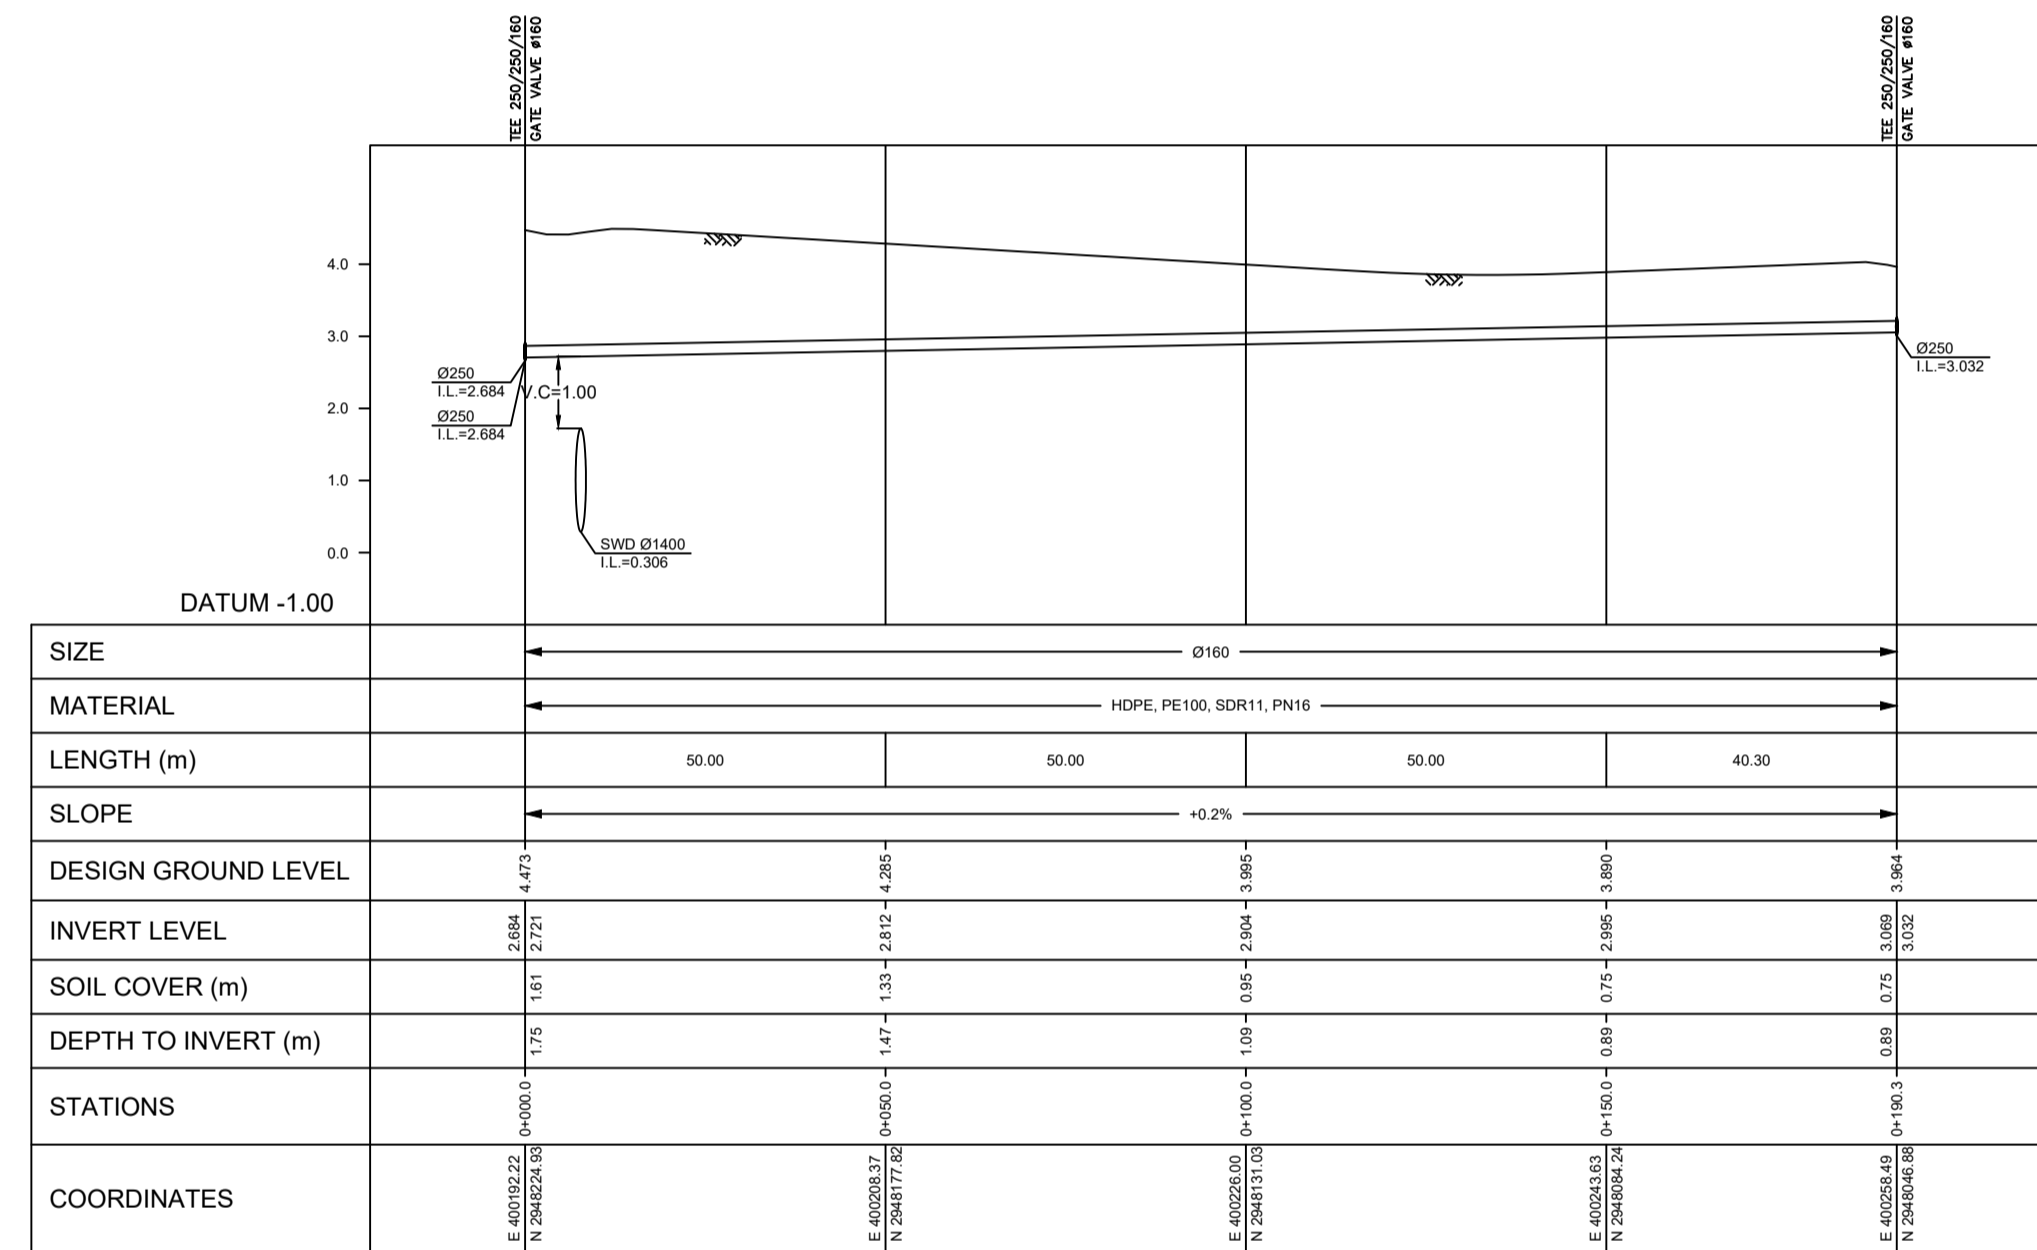 TEE 250/250/160
GATE VALVE ø160
TEE 250/250/160
GATE VALVE ø160
4.0
3.0
2.0
1.0
0.0
Ø250
I.L.=2.684
Ø250
I.L.=2.684
V.C=1.00
SWD Ø1400
I.L.=0.306
Ø250
I.L.=3.032
DATUM -1.00
SIZE
Ø160
MATERIAL
HDPE, PE100, SDR11, PN16
LENGTH (m)
50.00
50.00
50.00
40.30
SLOPE
+0.2%
DESIGN GROUND LEVEL
4.473
4.285
3.995
3.890
3.964
INVERT LEVEL
2.684
2.721
2.812
2.904
2.995
3.069
3.032
SOIL COVER (m)
1.61
1.33
0.95
0.75
0.75
DEPTH TO INVERT (m)
1.75
1.47
1.09
0.89
0.89
STATIONS
0+000.0
0+050.0
0+100.0
0+150.0
0+190.3
COORDINATES
E 400192.22
N 2948224.93
E 400208.37
N 2948177.82
E 400226.00
N 2948131.03
E 400243.63
N 2948084.24
E 400258.49
N 2948046.88